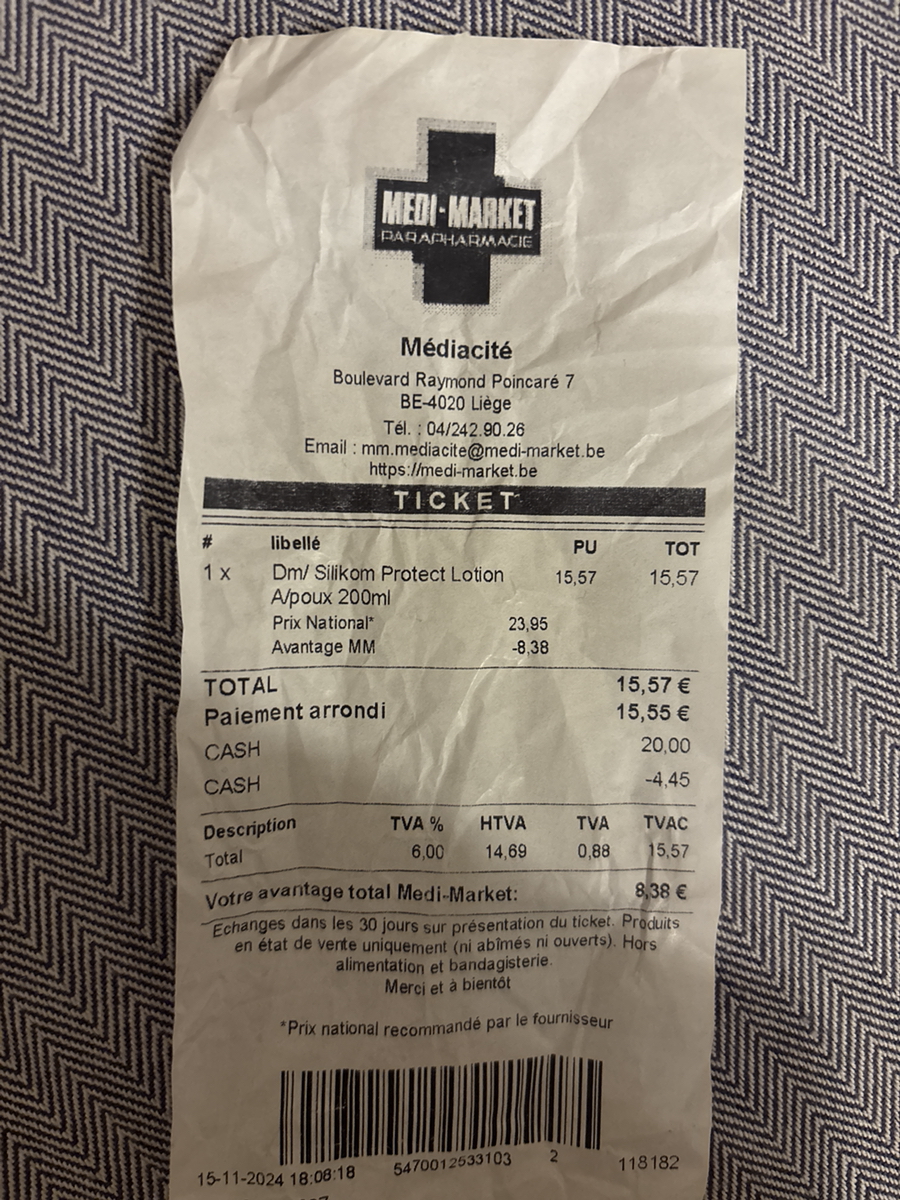 MEDI-MARKET
PARAPHARMACIE
Médiacité
Boulevard Raymond Poincaré 7
BE-4020 Liège
Tél. : 04/242.90.26
Email : mm.mediacite@medi-market.be
https://medi-market.be
TICKET
# libellé PU TOT
1 x Dm/ Silikom Protect Lotion 15,57 15,57
A/poux 200ml
Prix National* 23,95
Avantage MM -8,38
TOTAL 15,57 €
Paiement arrondi 15,55 €
CASH 20,00
CASH -4,45
Description TVA % HTVA TVA TVAC
Total 6,00 14,69 0,88 15,57
Votre avantage total Medi-Market: 8,38 €
Echanges dans les 30 jours sur présentation du ticket. Produits
en état de vente uniquement (ni abîmés ni ouverts). Hors
alimentation et bandagisterie.
Merci et à bientôt
*Prix national recommandé par le fournisseur
15-11-2024 18:08:18 5470012533103 2 118182